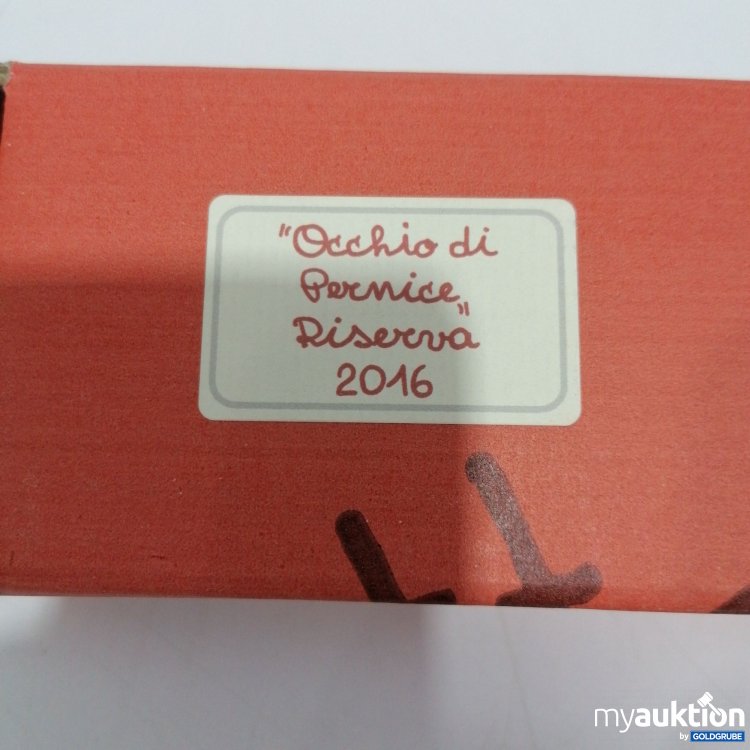 "Occhio di
Pernice"
Riserva
2016
myauktion
by GOLDGRUBE